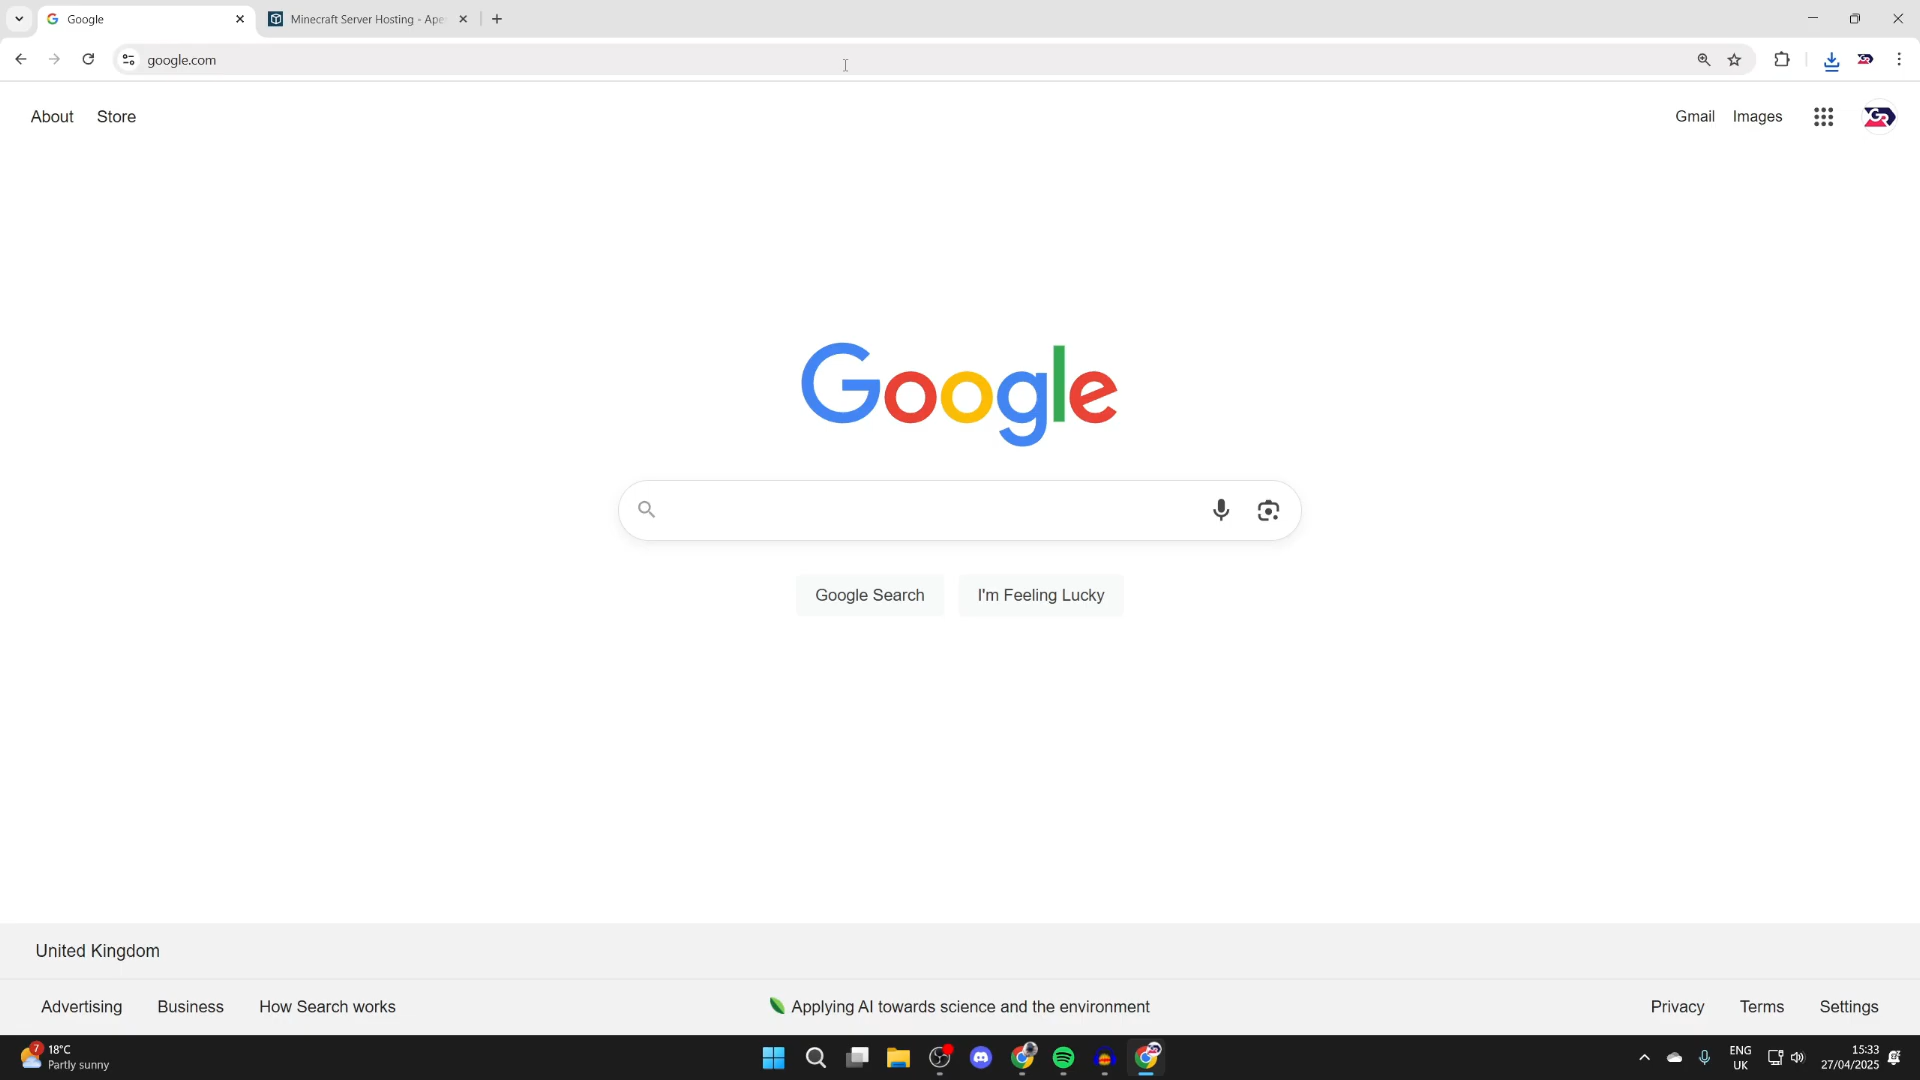 Google
Minecraft Server Hosting - Ape
google.com
About
Store
Gmail
Images
GR
Google
Google Search
I'm Feeling Lucky
United Kingdom
Advertising
Business
How Search works
Applying AI towards science and the environment
Privacy
Terms
Settings
7
18°C
Partly sunny
ENG
UK
15:33
27/04/2025